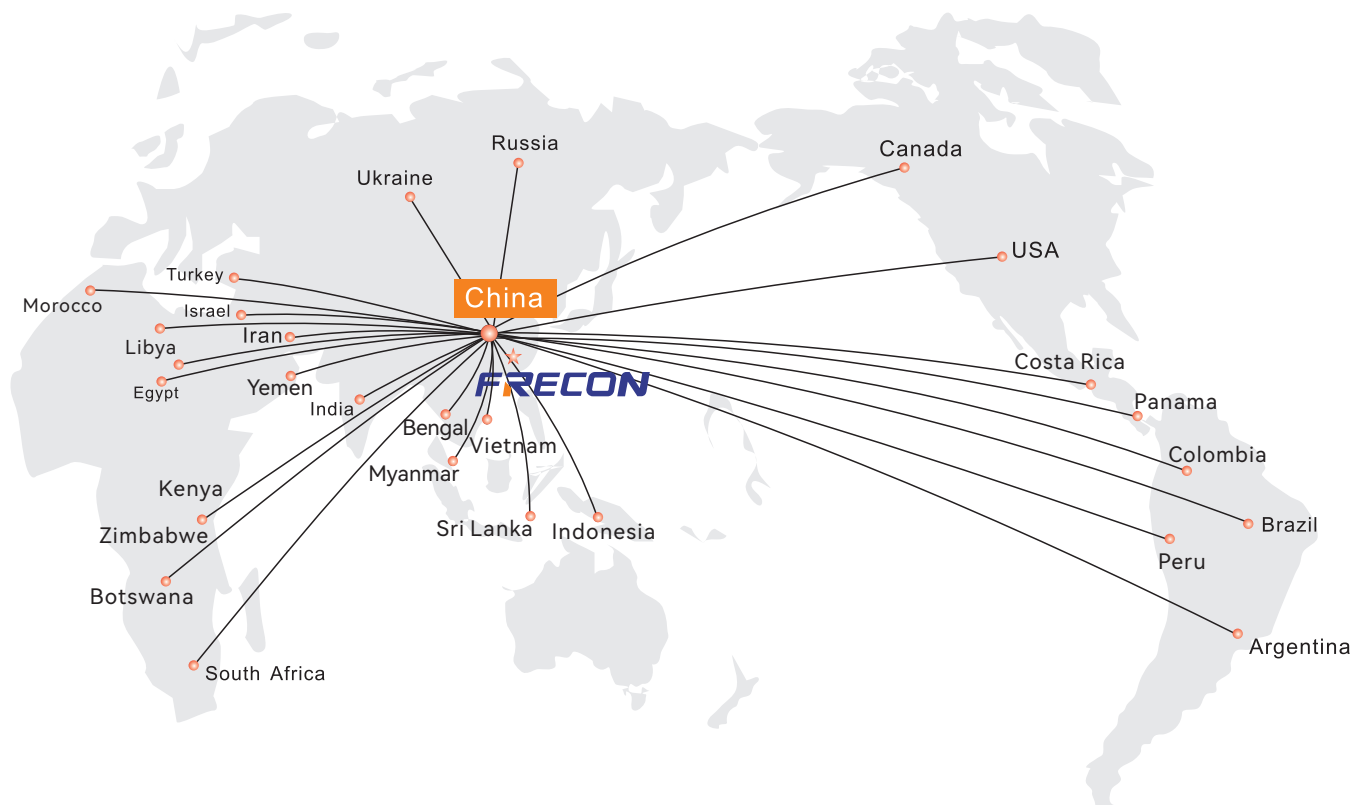 Russia
Canada
Ukraine
USA
Turkey
China
Morocco
Israel
Iran
Libya
Costa Rica
Egypt
Yemen
FRECON
India
Panama
Bengal
Vietnam
Colombia
Myanmar
Kenya
Zimbabwe
Sri Lanka
Indonesia
Brazil
Peru
Botswana
Argentina
South Africa